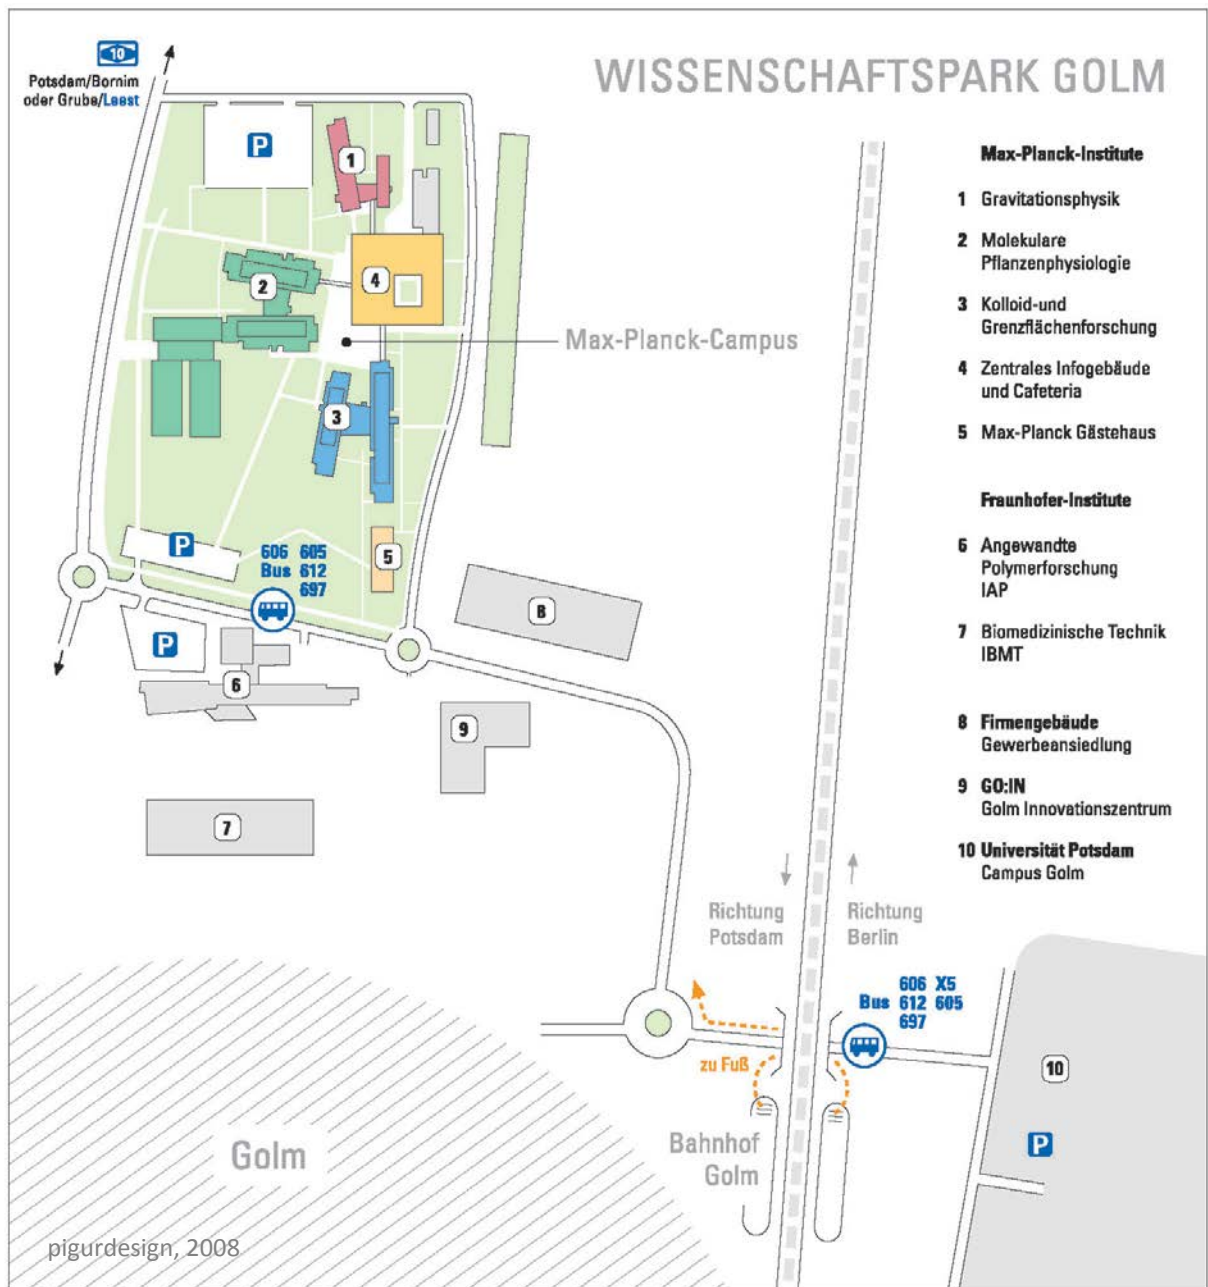 WISSENSCHAFTSPARK GOLM
10
Potsdam/Bornim
oder Grube/Leest
P
1
2
4
Max-Planck-Campus
3
P
606 605
Bus 612
697
5
P
8
6
9
7
Max-Planck-Institute
1 Gravitationsphysik
2 Molekulare
Pflanzenphysiologie
3 Kolloid-und
Grenzflächenforschung
4 Zentrales Infogebäude
und Cafeteria
5 Max-Planck Gästehaus
Fraunhofer-Institute
6 Angewandte
Polymerforschung
IAP
7 Biomedizinische Technik
IBMT
8 Firmengebäude
Gewerbeansiedlung
9 GO:IN
Golm Innovationszentrum
10 Universität Potsdam
Campus Golm
Richtung
Potsdam
Richtung
Berlin
606 X5
Bus 612 605
697
zu Fuß
10
P
Bahnhof
Golm
Golm
pigurdesign, 2008